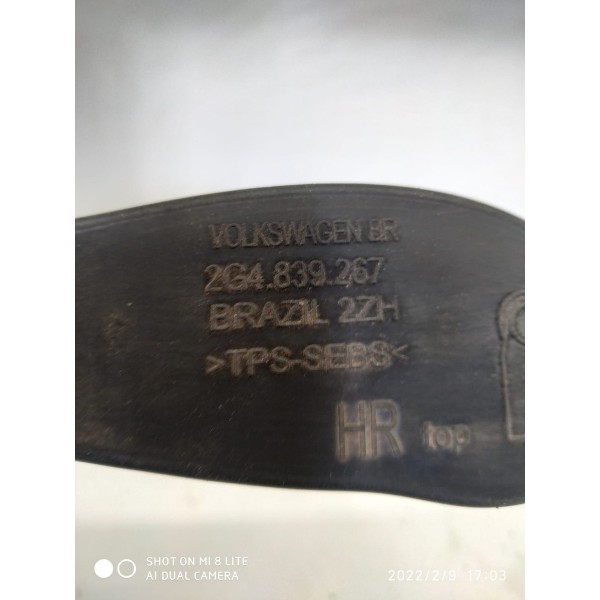 VOLKSWAGEN BR
2G4.839.267
BRAZIL 2ZH
>TPS-SEBS<
HR top
SHOT ON MI 8 LITE
AI DUAL CAMERA
2022/2/9 17:03